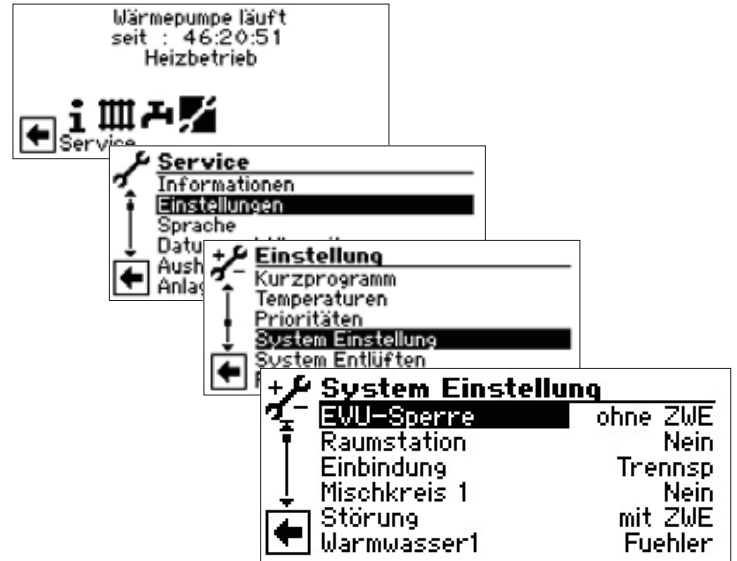 Wärmepumpe läuft
seit : 46:20:51
Heizbetrieb
Service
Service
Informationen
Einstellungen
Sprache
Datu
Aush
Anlag
Einstellung
Kurzprogramm
Temperaturen
Prioritäten
System Einstellung
System Entlüften
System Einstellung
EVU-Sperre ohne ZWE
Raumstation Nein
Einbindung Trennsp
Mischkreis 1 Nein
Störung mit ZWE
Warmwasser1 Fuehler